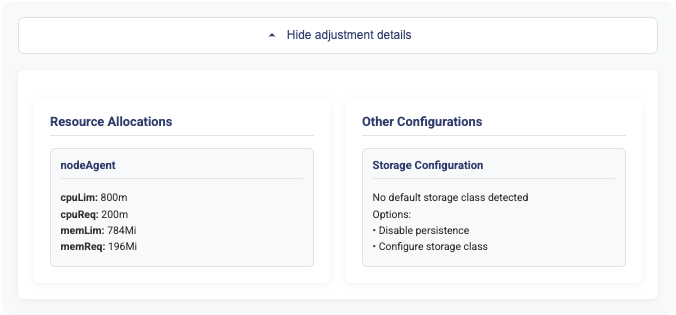 Hide adjustment details
Resource Allocations
nodeAgent
cpuLim: 800m
cpuReq: 200m
memLim: 784Mi
memReq: 196Mi
Other Configurations
Storage Configuration
No default storage class detected
Options:
• Disable persistence
• Configure storage class